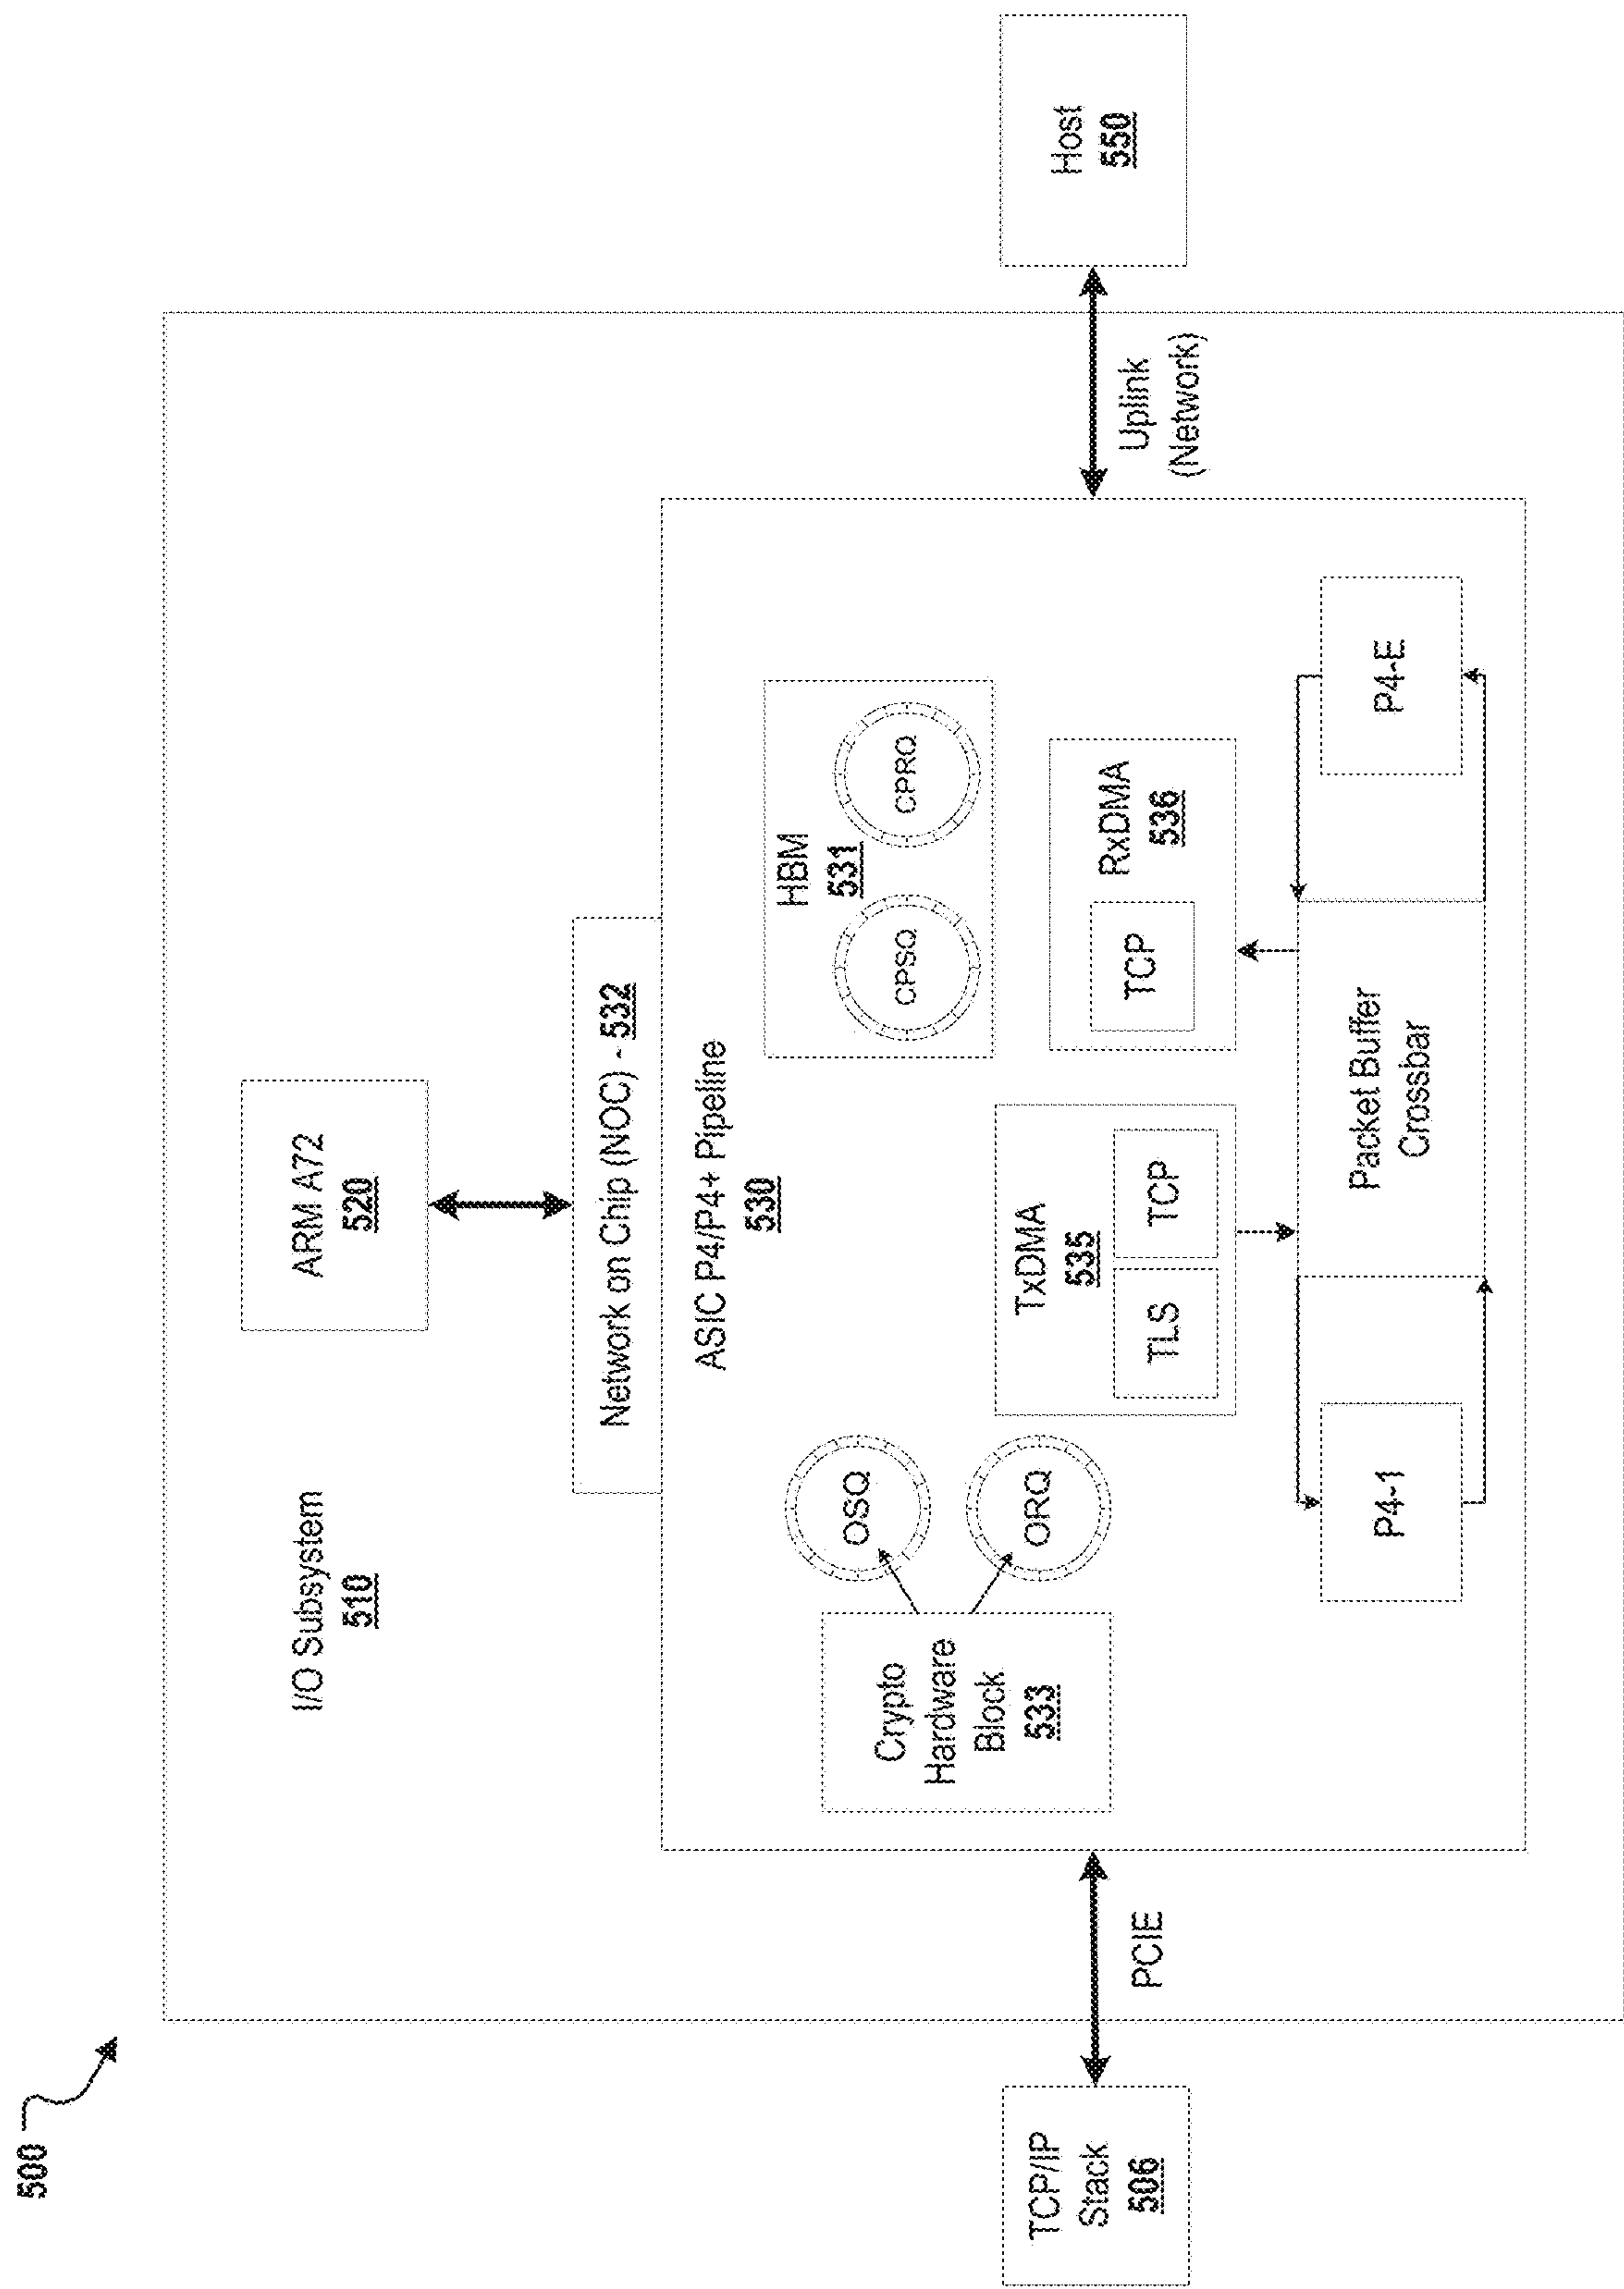 500
I/O Subsystem
510
ARM A72
520
Network on Chip (NOC) - 532
ASIC P4/P4+ Pipeline
530
HBM
531
CPSQ
CPRQ
OSQ
ORQ
Crypto
Hardware
Block
533
TxDMA
535
TLS
TCP
RxDMA
536
TCP
P4-1
Packet Buffer
Crossbar
P4-E
TCP/IP
Stack
506
PCIE
Uplink
(Network)
Host
550